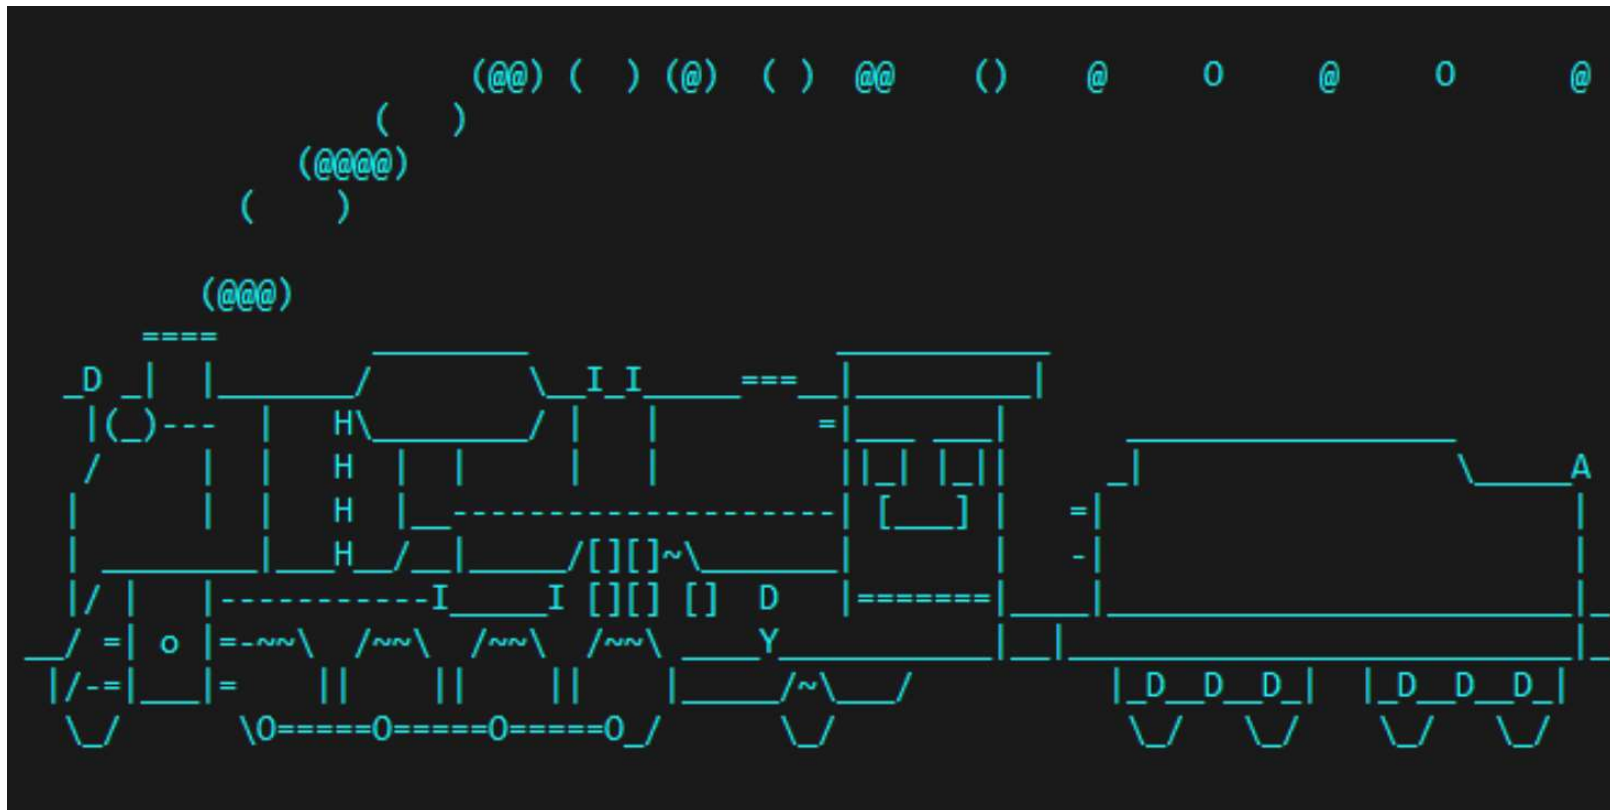 (@@) (  ) (@)  ( )  @@    ()    @     O     @     O      @
                   (   )
               (@@@@)
            (    )

          (@@@)
       ====        ________                ___________
   _D _|  |_______/        \__I_I_____===__|_________|
    |(_)---  |   H\________/ |   |        =|___ ___|      _________________
    /     |  |   H  |  |     |   |         ||_| |_||     _|                \_____A
   |      |  |   H  |__--------------------| [___] |   =|                        |
   | ________|___H__/__|_____/[][]~\_______|       |   -|                        |
   |/ |   |-----------I_____I [][] []  D   |=======|____|________________________|_
 __/ =| o |=-~~\  /~~\  /~~\  /~~\ ____Y___________|__|__________________________|_
  |/-=|___|=    ||    ||    ||    |_____/~\___/          |_D__D__D_|  |_D__D__D_|
   \_/      \O=====O=====O=====O_/      \_/               \_/   \_/    \_/   \_/